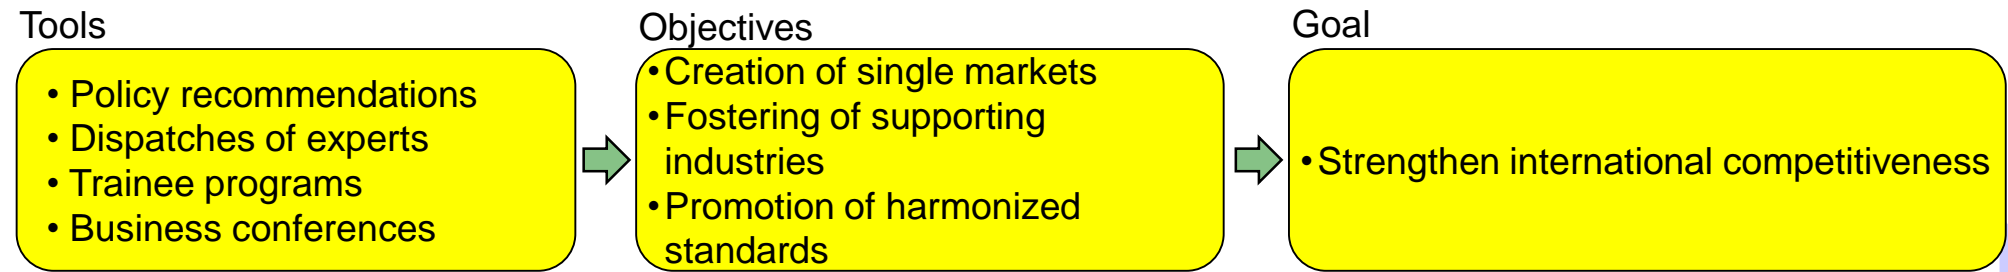 Tools
• Policy recommendations
• Dispatches of experts
• Trainee programs
• Business conferences
Objectives
•Creation of single markets
•Fostering of supporting
industries
•Promotion of harmonized
standards
Goal
•Strengthen international competitiveness